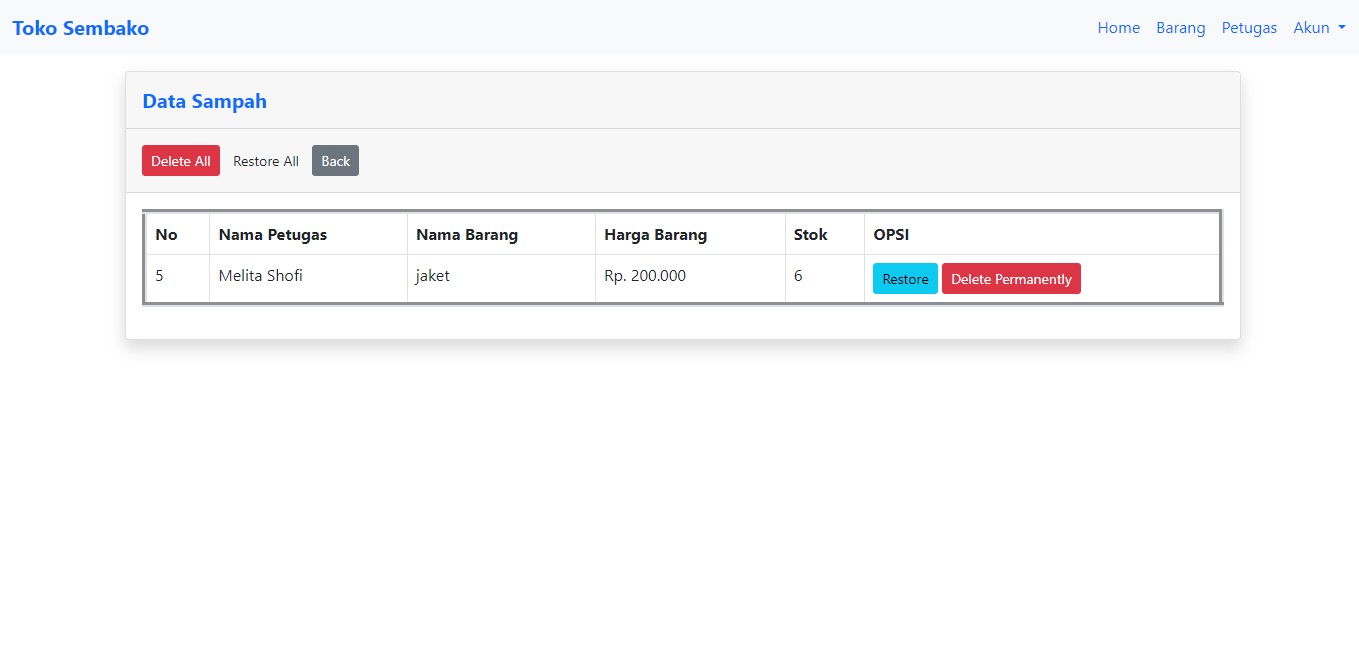 Toko Sembako Home Barang Petugas Akun
Data Sampah
Delete All Restore All Back
No Nama Petugas Nama Barang Harga Barang Stok OPSI
5 Melita Shofi jaket Rp. 200.000 6 Restore Delete Permanently